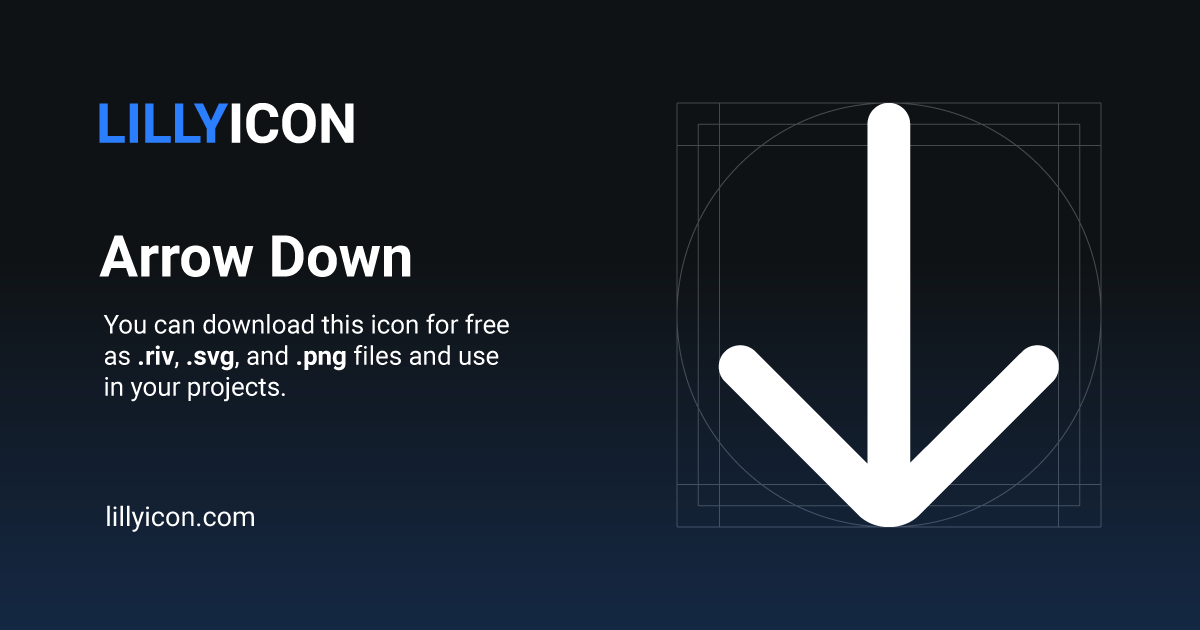 LILLYICON
Arrow Down
You can download this icon for free
as .riv, .svg, and .png files and use
in your projects.
lillyicon.com